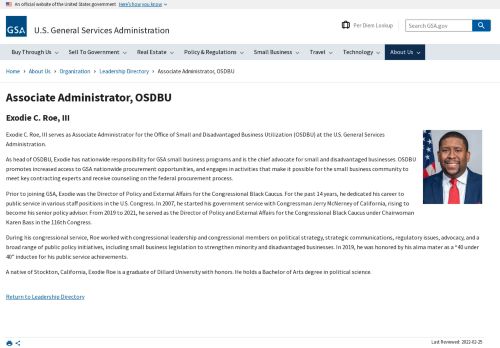 An official website of the United States government Here's how you know
GSA U.S. General Services Administration
Per Diem Lookup
Search GSA.gov
Buy Through Us Sell To Government Real Estate Policy & Regulations Small Business Travel Technology About Us
Home › About Us › Organization › Leadership Directory › Associate Administrator, OSDBU
Associate Administrator, OSDBU
Exodie C. Roe, III
Exodie C. Roe, III serves as Associate Administrator for the Office of Small and Disadvantaged Business Utilization (OSDBU) at the U.S. General Services
Administration.
As head of OSDBU, Exodie has nationwide responsibility for GSA small business programs and is the chief advocate for small and disadvantaged businesses. OSDBU
promotes increased access to GSA nationwide procurement opportunities, and engages in activities that make it possible for the small business community to
meet key contracting experts and receive counseling on the federal procurement process.
Prior to joining GSA, Exodie was the Director of Policy and External Affairs for the Congressional Black Caucus. For the past 14 years, he dedicated his career to
public service in various staff positions in the U.S. Congress. In 2007, he started his government service with Congressman Jerry McNerney of California, rising to
become his senior policy advisor. From 2019 to 2021, he served as the Director of Policy and External Affairs for the Congressional Black Caucus under Chairwoman
Karen Bass in the 116th Congress.
During his congressional service, Roe worked with congressional leadership and congressional members on political strategy, strategic communications, regulatory issues, advocacy, and a
broad range of public policy initiatives, including small business legislation to strengthen minority and disadvantaged businesses. In 2019, he was honored by his alma mater as a “40 under
40” inductee for his public service achievements.
A native of Stockton, California, Exodie Roe is a graduate of Dillard University with honors. He holds a Bachelor of Arts degree in political science.
Return to Leadership Directory
Last Reviewed: 2022-02-25